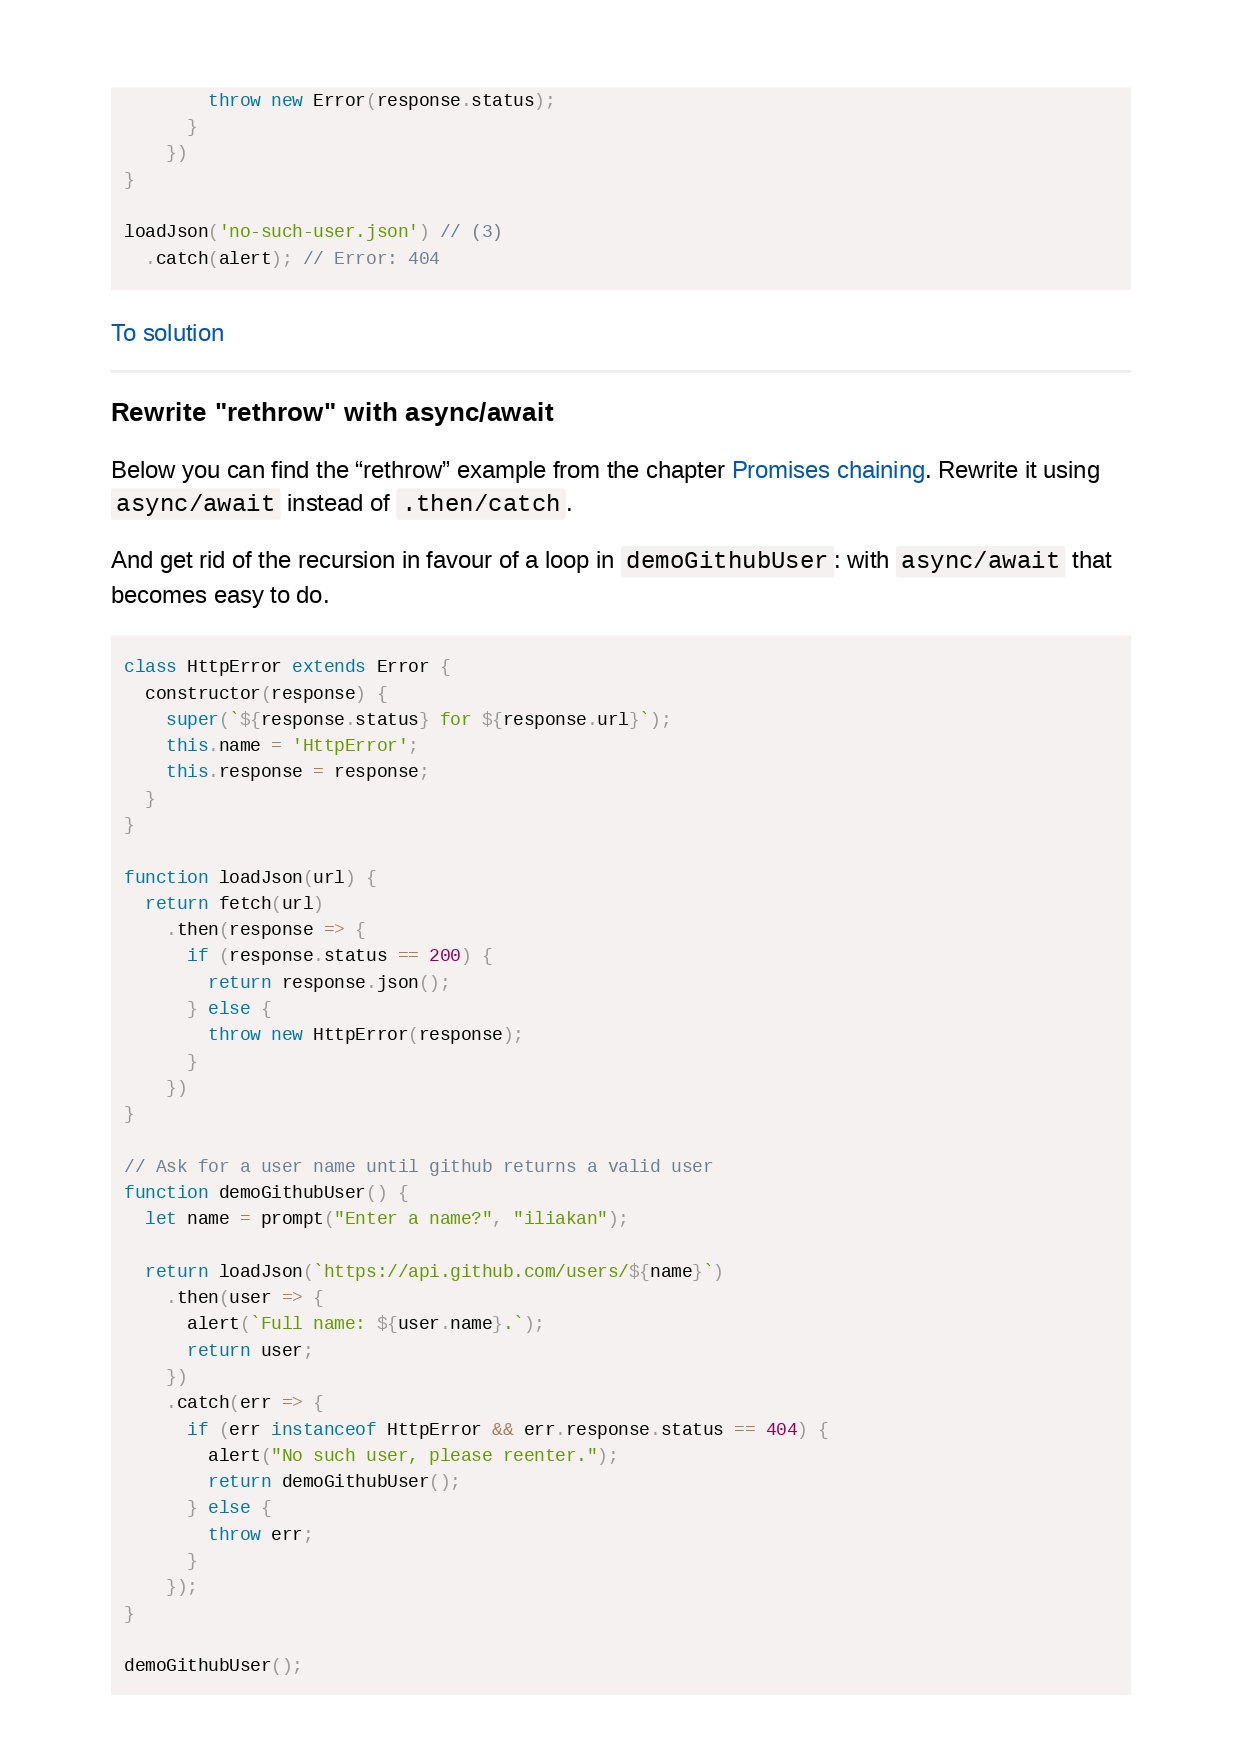 throw new Error(response.status);
      }
    })
}

loadJson('no-such-user.json') // (3)
  .catch(alert); // Error: 404
To solution
Rewrite "rethrow" with async/await
Below you can find the “rethrow” example from the chapter Promises chaining. Rewrite it using
async/await instead of .then/catch.
And get rid of the recursion in favour of a loop in demoGithubUser: with async/await that
becomes easy to do.
class HttpError extends Error {
  constructor(response) {
    super(`${response.status} for ${response.url}`);
    this.name = 'HttpError';
    this.response = response;
  }
}

function loadJson(url) {
  return fetch(url)
    .then(response => {
      if (response.status == 200) {
        return response.json();
      } else {
        throw new HttpError(response);
      }
    })
}

// Ask for a user name until github returns a valid user
function demoGithubUser() {
  let name = prompt("Enter a name?", "iliakan");

  return loadJson(`https://api.github.com/users/${name}`)
    .then(user => {
      alert(`Full name: ${user.name}.`);
      return user;
    })
    .catch(err => {
      if (err instanceof HttpError && err.response.status == 404) {
        alert("No such user, please reenter.");
        return demoGithubUser();
      } else {
        throw err;
      }
    });
}

demoGithubUser();